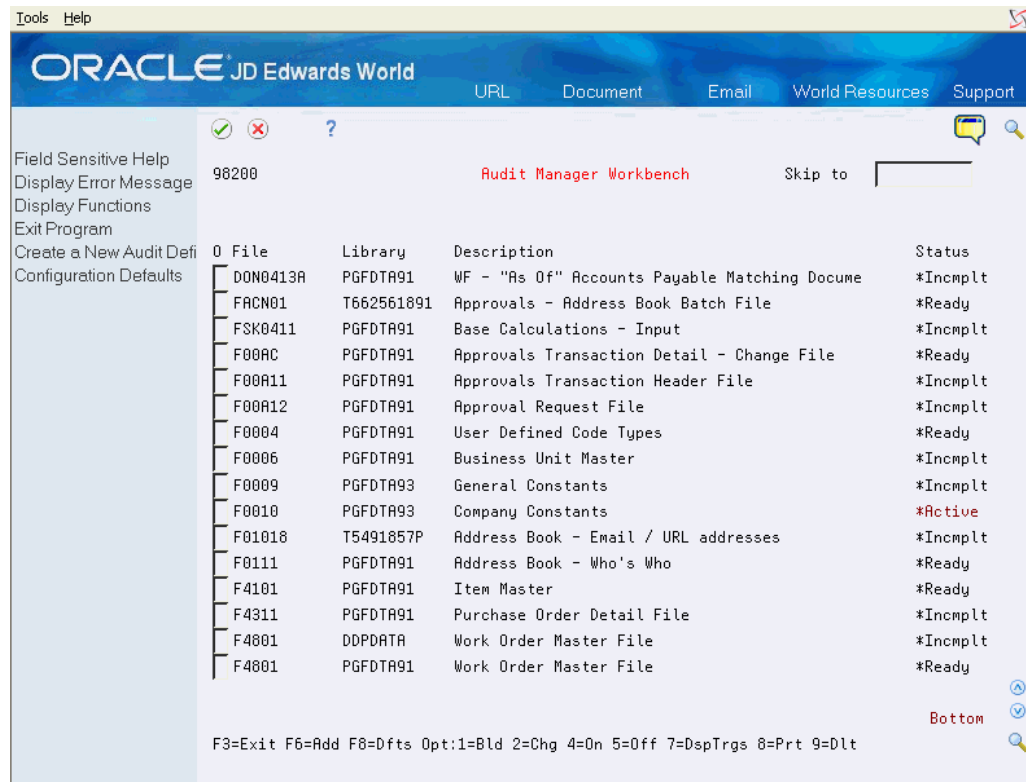 Tools Help
ORACLE JD Edwards World
URL Document Email World Resources Support
?
Field Sensitive Help
Display Error Message
Display Functions
Exit Program
Create a New Audit Defi
Configuration Defaults
98200 Audit Manager Workbench Skip to
O File Library Description Status
DON0413A PGFDTA91 WF - "As Of" Accounts Payable Matching Docume *Incmplt
FACN01 T662561891 Approvals - Address Book Batch File *Ready
FSK0411 PGFDTA91 Base Calculations - Input *Incmplt
F00AC PGFDTA91 Approvals Transaction Detail - Change File *Ready
F00A11 PGFDTA91 Approvals Transaction Header File *Incmplt
F00A12 PGFDTA91 Approval Request File *Incmplt
F0004 PGFDTA91 User Defined Code Types *Ready
F0006 PGFDTA91 Business Unit Master *Incmplt
F0009 PGFDTA93 General Constants *Incmplt
F0010 PGFDTA93 Company Constants *Active
F01018 T5491857P Address Book - Email / URL addresses *Incmplt
F0111 PGFDTA91 Address Book - Who's Who *Ready
F4101 PGFDTA91 Item Master *Ready
F4311 PGFDTA91 Purchase Order Detail File *Incmplt
F4801 DDPDATA Work Order Master File *Incmplt
F4801 PGFDTA91 Work Order Master File *Ready
Bottom
F3=Exit F6=Add F8=Dfts Opt:1=Bld 2=Chg 4=On 5=Off 7=DspTrgs 8=Prt 9=Dlt